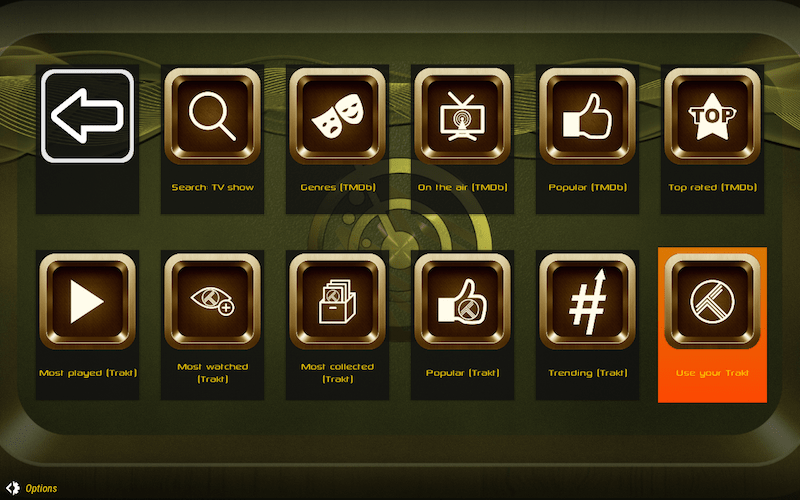 Search: TV show
Genres (TMDb)
On the air (TMDb)
Popular (TMDb)
TOP
Top rated (TMDb)
Most played (Trakt)
Most watched
(Trakt)
Most collected
(Trakt)
Popular (Trakt)
#
Trending (Trakt)
Use your Trakt
Options